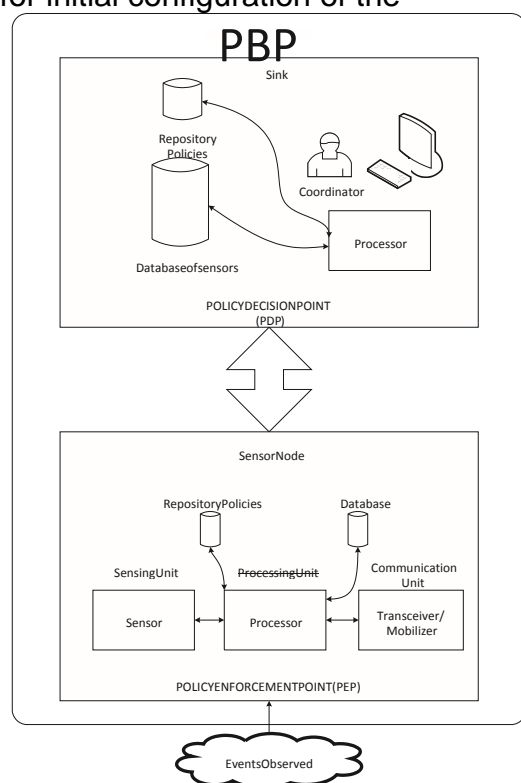 for initial configuration of the
PBP
Sink
Repository
Policies
Coordinator
Processor
Databaseofsensors
POLICYDECISIONPOINT
(PDP)
SensorNode
RepositoryPolicies
Database
SensingUnit
ProcessingUnit
Communication
Unit
Sensor
Processor
Transceiver/
Mobilizer
POLICYENFORCEMENTPOINT(PEP)
EventsObserved